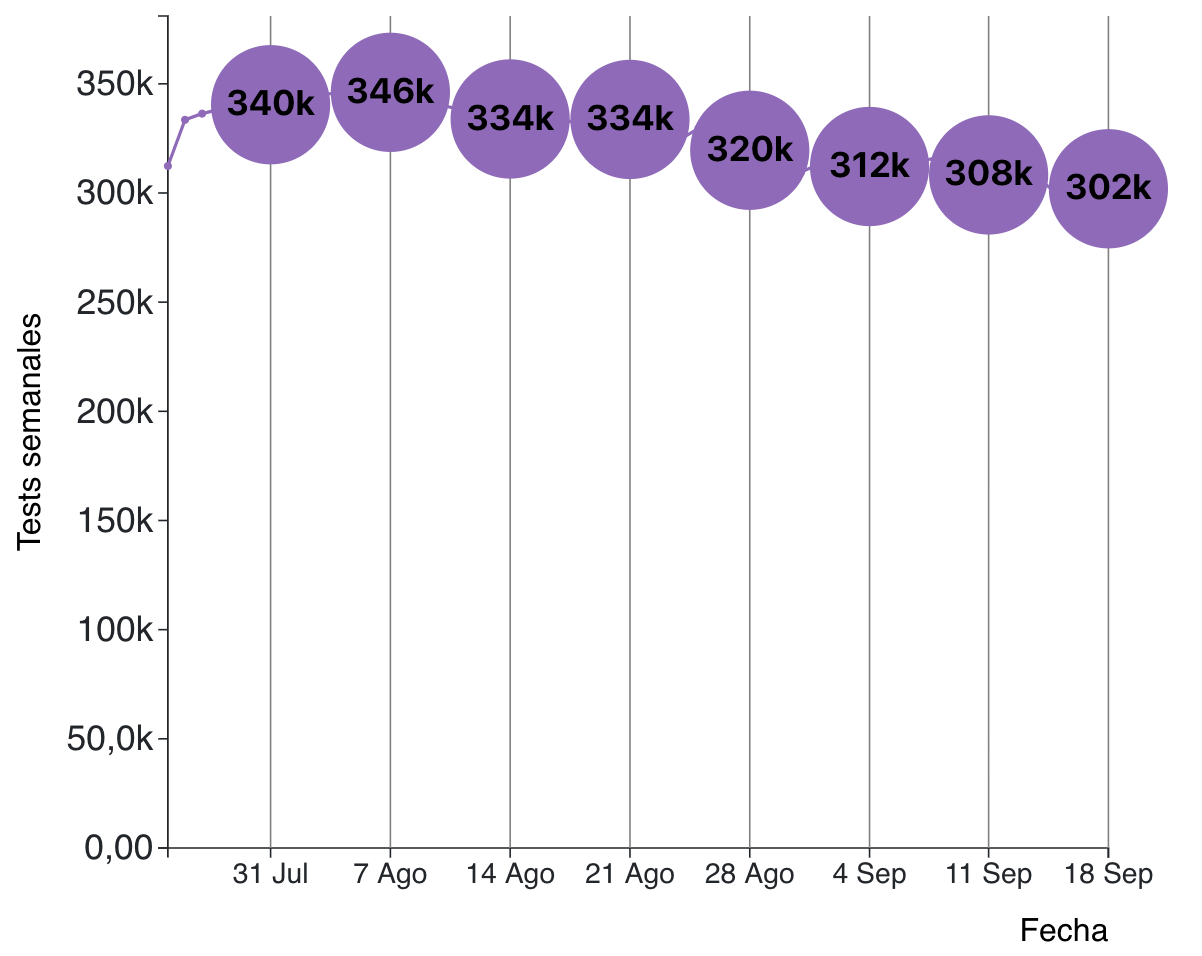 350k
300k
250k
200k
150k
100k
50,0k
0,00
Tests semanales
340k
346k
334k
334k
320k
312k
308k
302k
31 Jul
7 Ago
14 Ago
21 Ago
28 Ago
4 Sep
11 Sep
18 Sep
Fecha